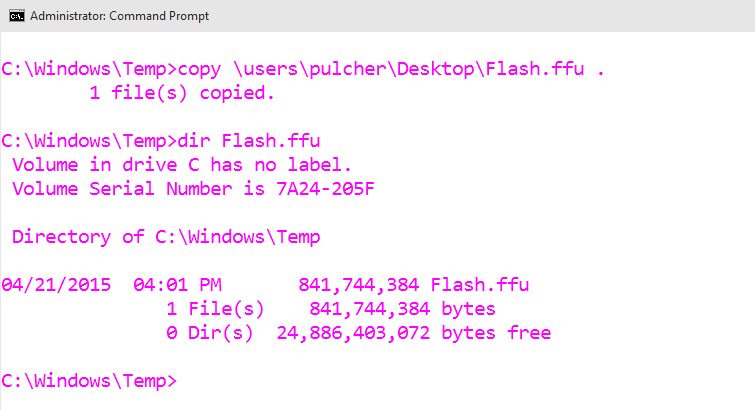 Administrator: Command Prompt
C:\Windows\Temp>copy \users\pulcher\Desktop\Flash.ffu .
        1 file(s) copied.
C:\Windows\Temp>dir Flash.ffu
 Volume in drive C has no label.
 Volume Serial Number is 7A24-205F
 Directory of C:\Windows\Temp
04/21/2015  04:01 PM       841,744,384 Flash.ffu
               1 File(s)    841,744,384 bytes
               0 Dir(s)  24,886,403,072 bytes free
C:\Windows\Temp>